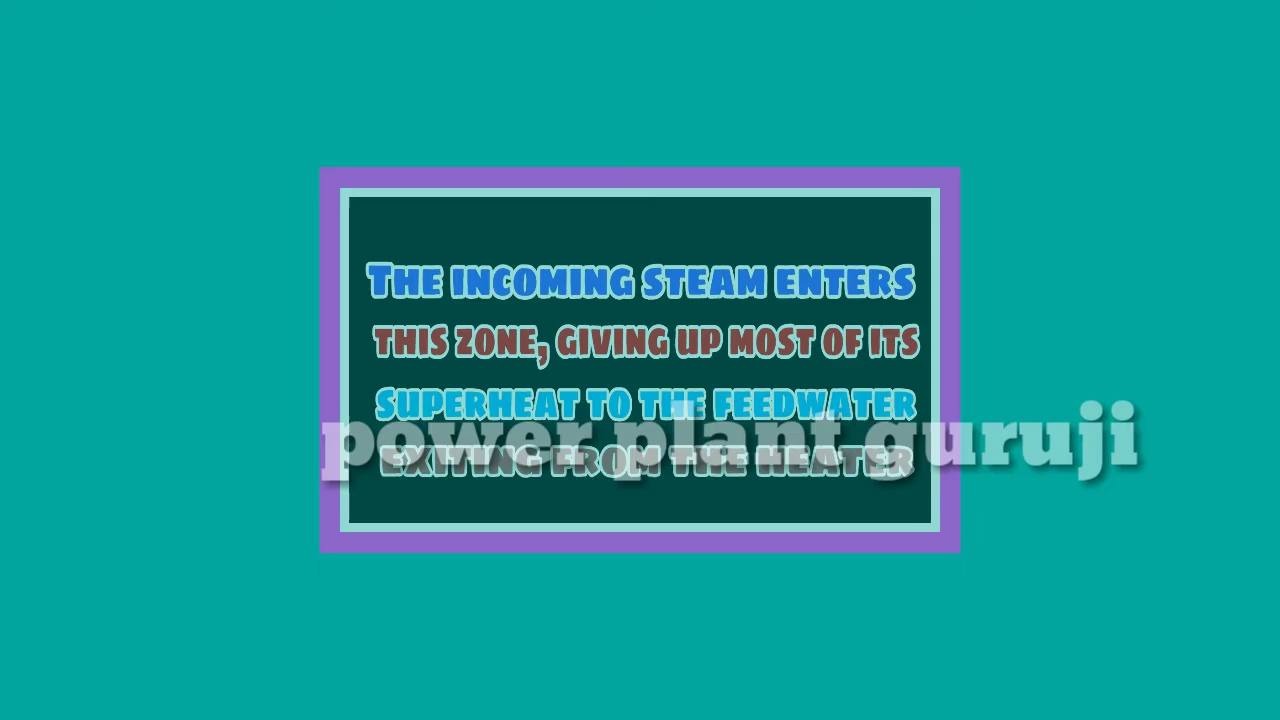 The incoming steam enters
this zone, giving up most of its
superheat to the feedwater
exiting from the heater
power plant guruji